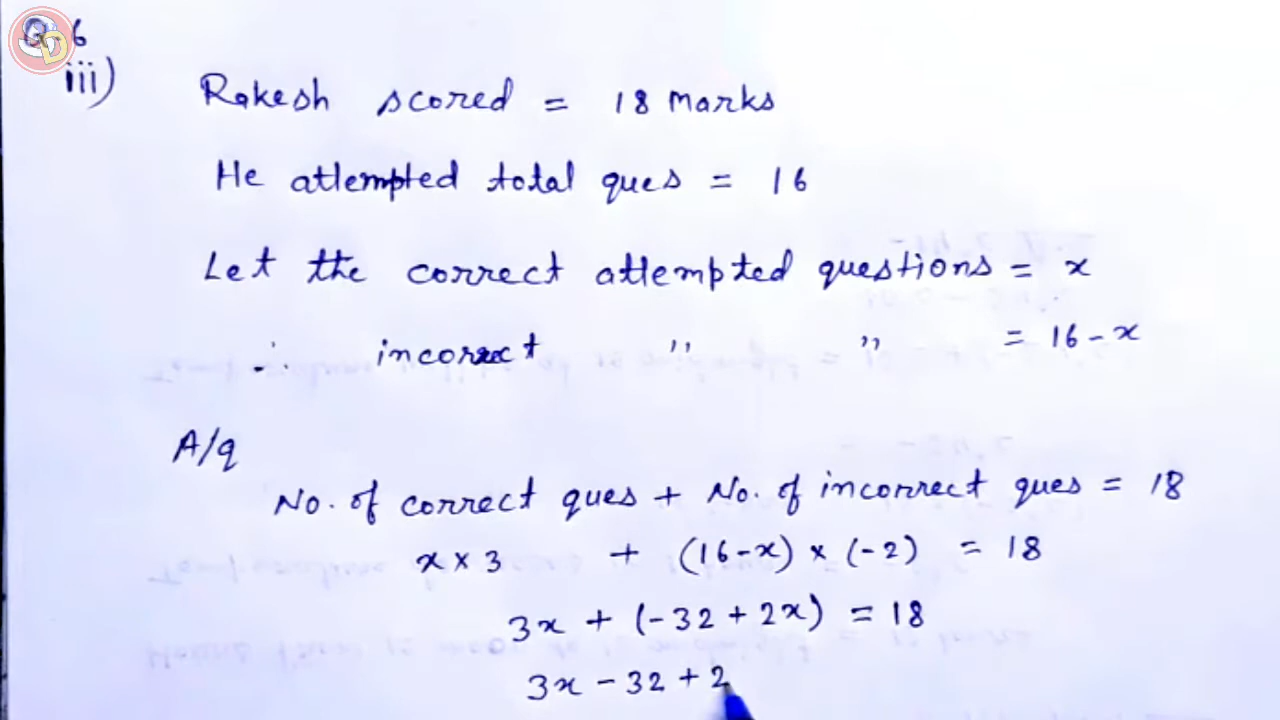 Q.6
iii)
Rakesh scored = 18 Marks
He attempted total ques = 16
Let the correct attempted questions = x
∴ incorrect " " = 16 - x
A/q
No. of correct ques + No. of incorrect ques = 18
x × 3 + (16-x) × (-2) = 18
3x + (-32 + 2x) = 18
3x - 32 + 2